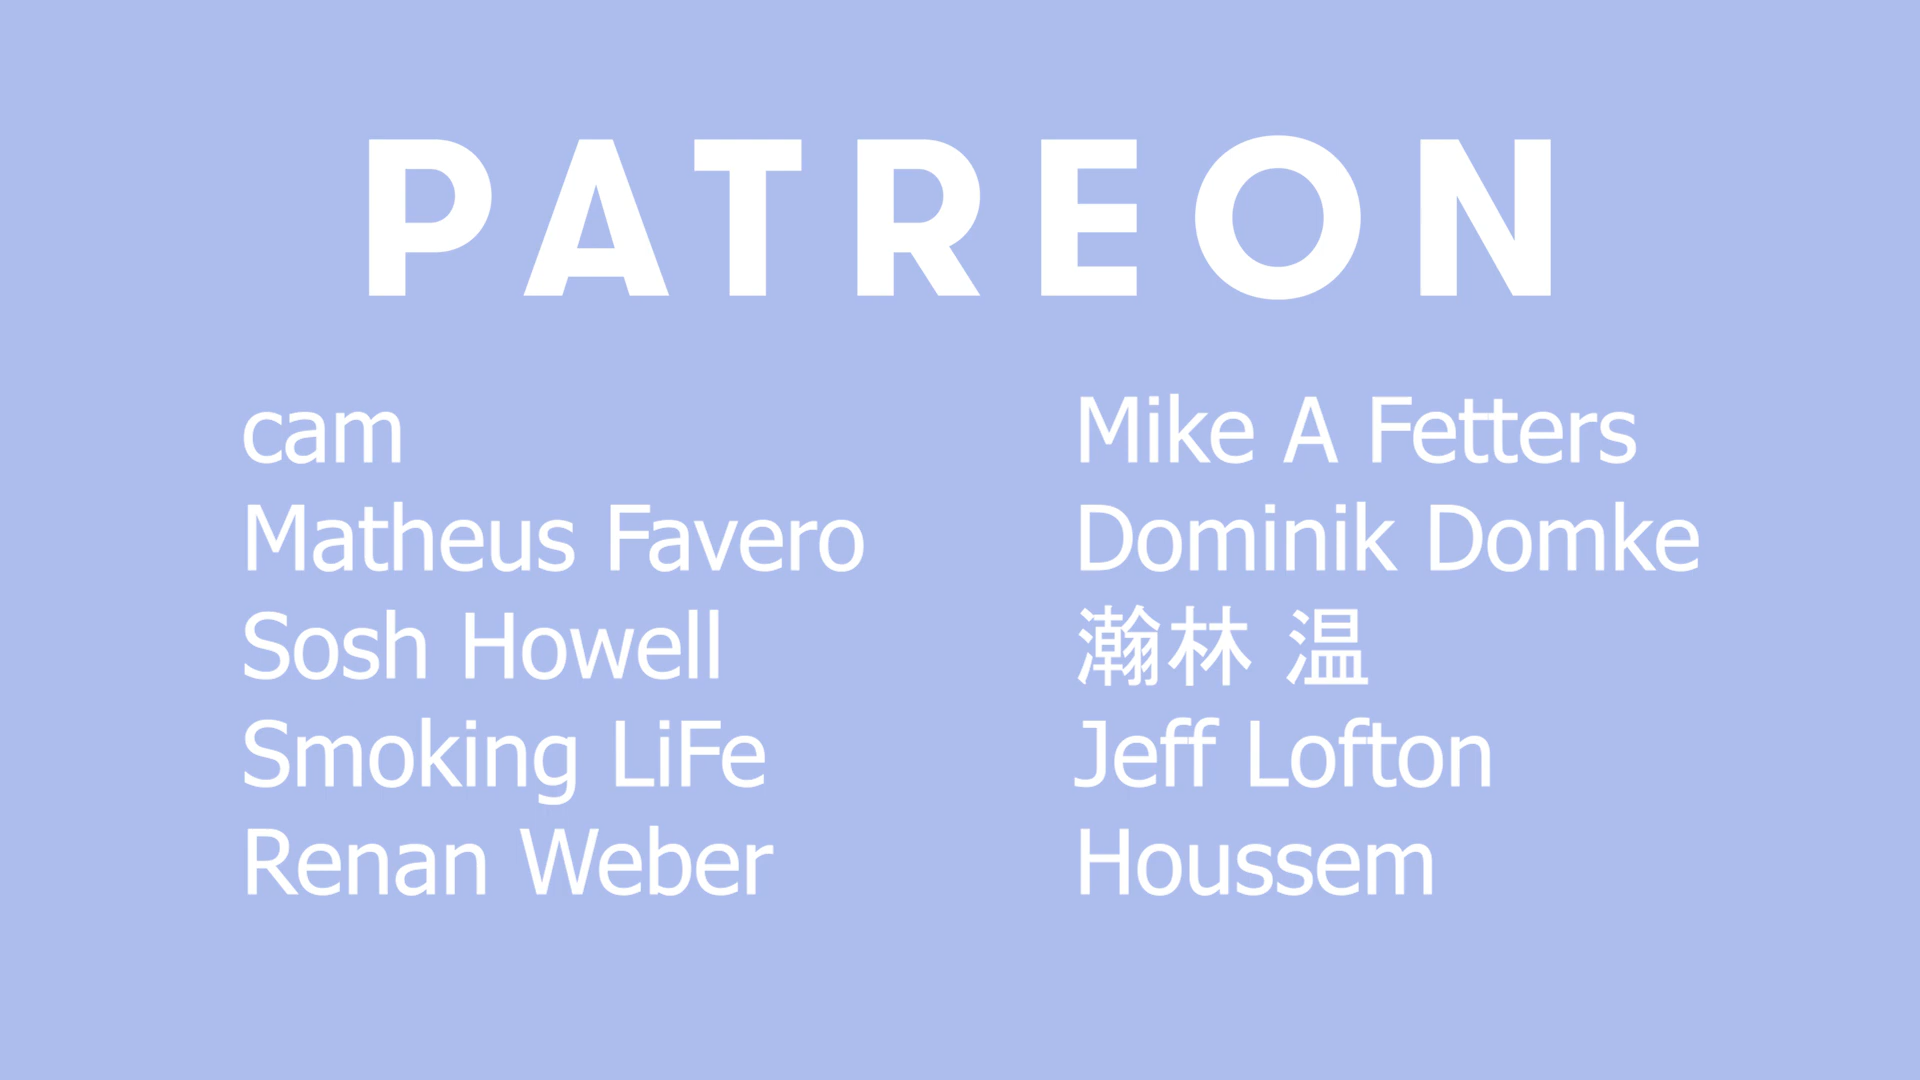 PATREON
cam
Matheus Favero
Sosh Howell
Smoking LiFe
Renan Weber
Mike A Fetters
Dominik Domke
瀚林 温
Jeff Lofton
Houssem